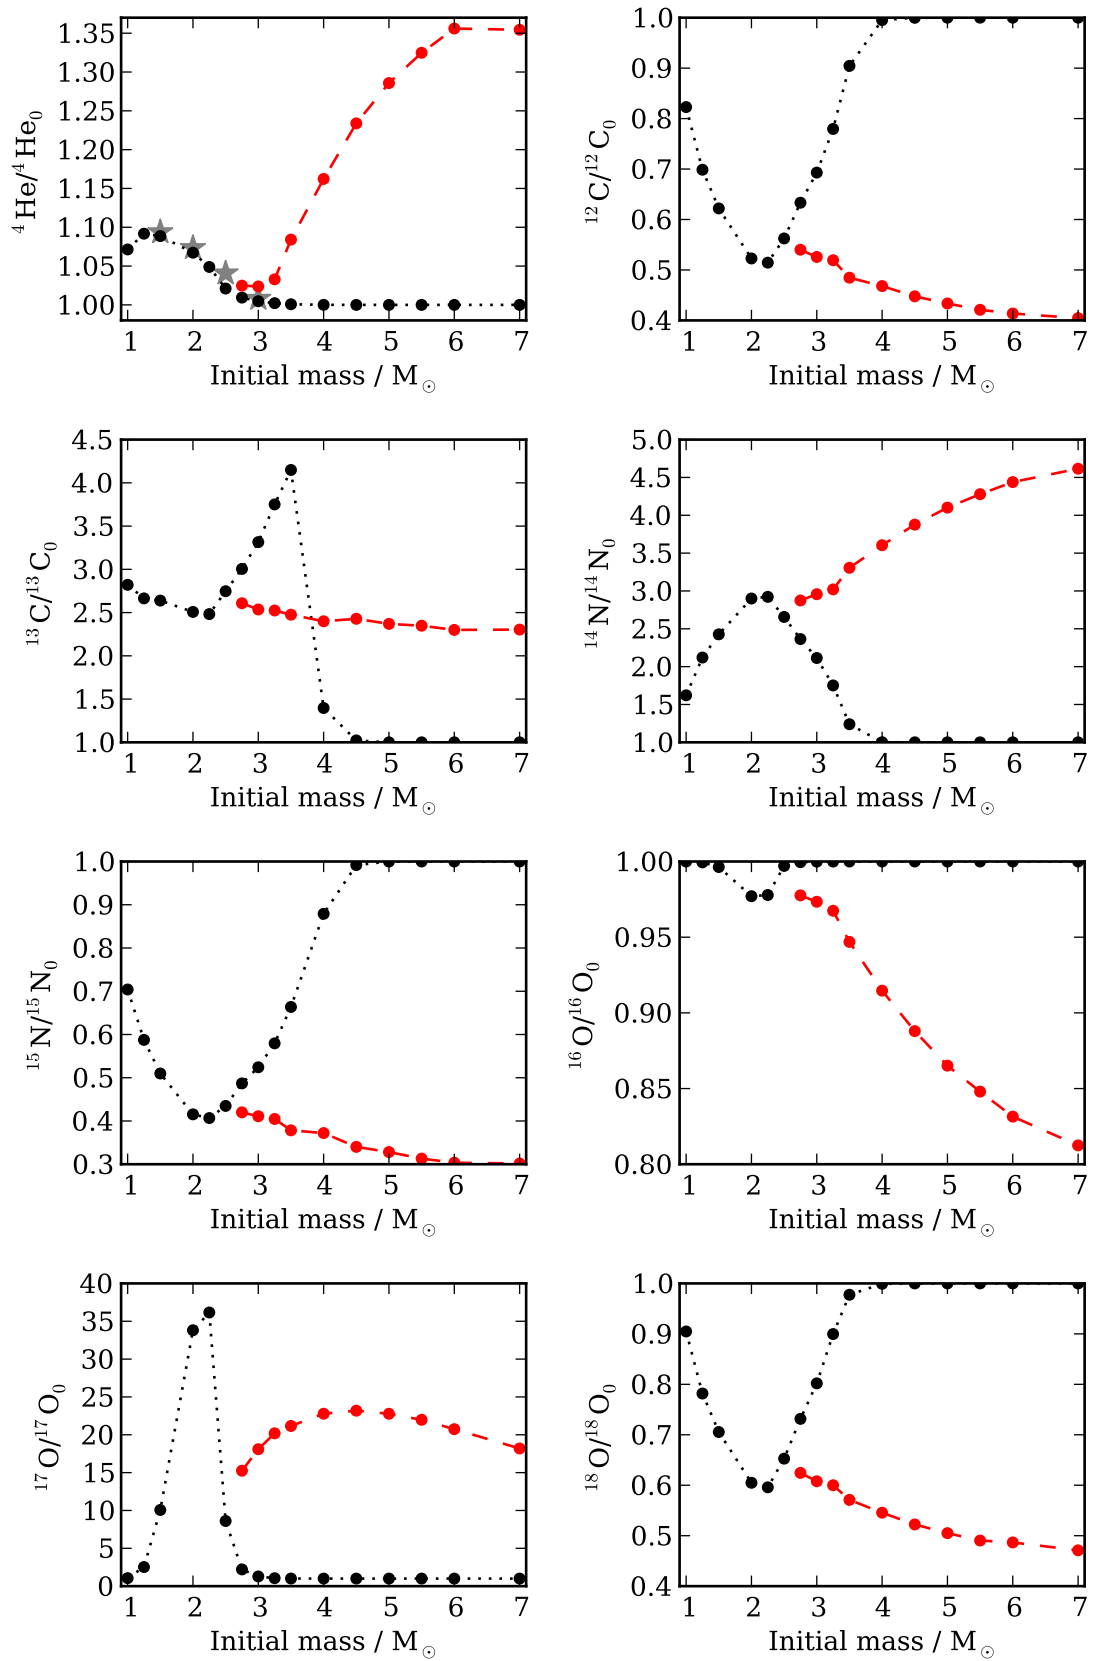 1.35
1.30
1.25
1.20
1.15
1.10
1.05
1.00
⁴He/⁴He₀
1 2 3 4 5 6 7
Initial mass / M☉
1.0
0.9
0.8
0.7
0.6
0.5
0.4
¹²C/¹²C₀
1 2 3 4 5 6 7
Initial mass / M☉
4.5
4.0
3.5
3.0
2.5
2.0
1.5
1.0
¹³C/¹³C₀
1 2 3 4 5 6 7
Initial mass / M☉
5.0
4.5
4.0
3.5
3.0
2.5
2.0
1.5
1.0
¹⁴N/¹⁴N₀
1 2 3 4 5 6 7
Initial mass / M☉
1.0
0.9
0.8
0.7
0.6
0.5
0.4
0.3
¹⁵N/¹⁵N₀
1 2 3 4 5 6 7
Initial mass / M☉
1.00
0.95
0.90
0.85
0.80
¹⁶O/¹⁶O₀
1 2 3 4 5 6 7
Initial mass / M☉
40
35
30
25
20
15
10
5
0
¹⁷O/¹⁷O₀
1 2 3 4 5 6 7
Initial mass / M☉
1.0
0.9
0.8
0.7
0.6
0.5
0.4
¹⁸O/¹⁸O₀
1 2 3 4 5 6 7
Initial mass / M☉